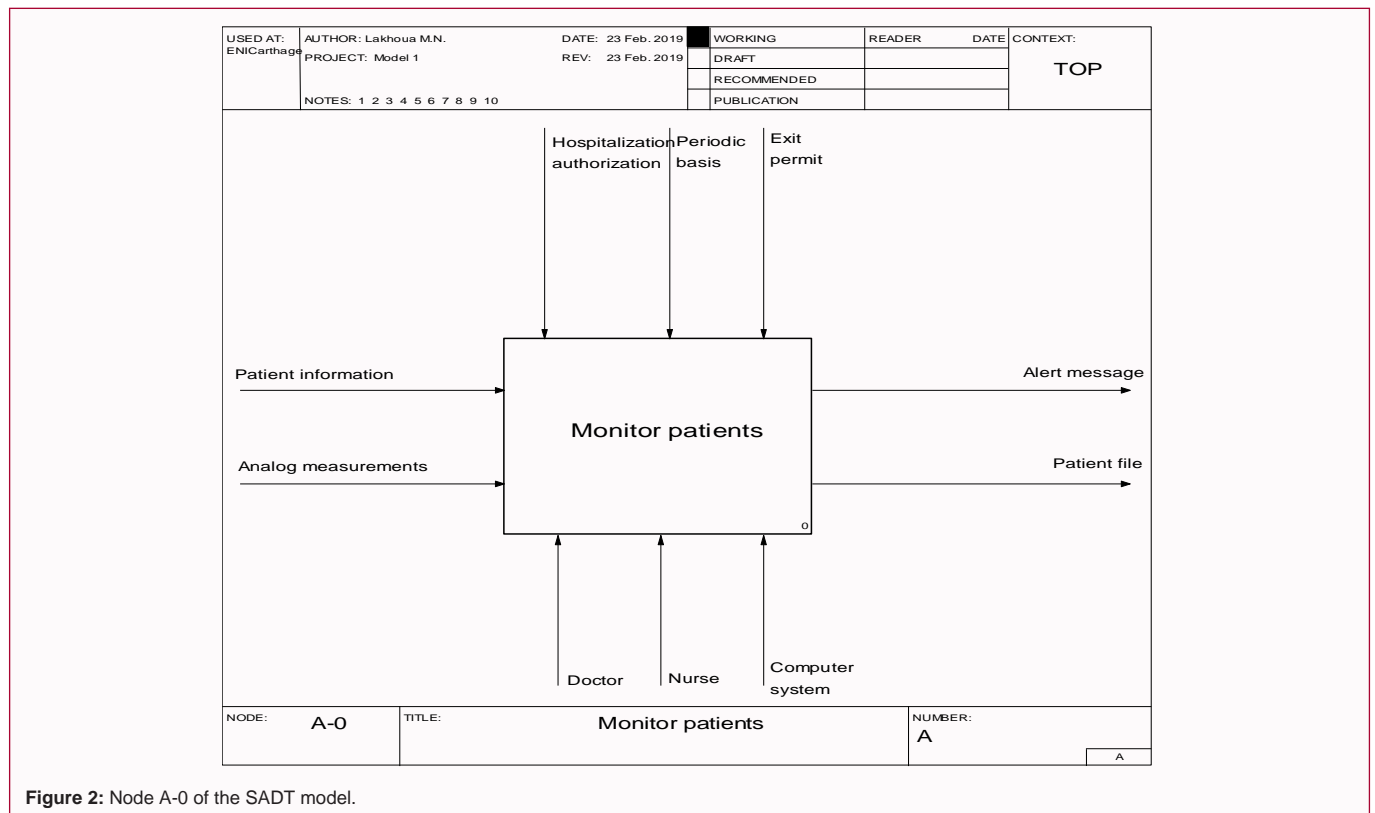 USED AT:
ENICarthage
AUTHOR: Lakhoua M.N.
DATE: 23 Feb. 2019
PROJECT: Model 1
REV: 23 Feb. 2019
NOTES: 1 2 3 4 5 6 7 8 9 10
WORKING
DRAFT
RECOMMENDED
PUBLICATION
READER DATE
CONTEXT:
TOP
Hospitalization
authorization
Periodic
basis
Exit
permit
Patient information
Analog measurements
Monitor patients
0
Alert message
Patient file
Doctor
Nurse
Computer
system
NODE:
A-0
TITLE:
Monitor patients
NUMBER:
A
A
Figure 2: Node A-0 of the SADT model.